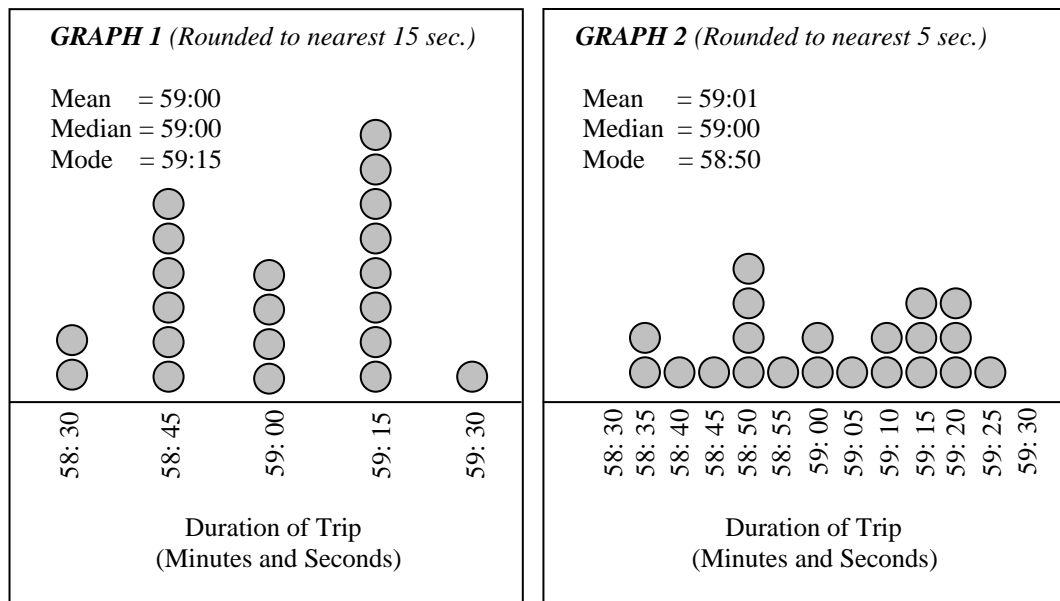 GRAPH 1 (Rounded to nearest 15 sec.)
Mean = 59:00
Median = 59:00
Mode = 59:15
58: 30
58: 45
59: 00
59: 15
59: 30
Duration of Trip
(Minutes and Seconds)
GRAPH 2 (Rounded to nearest 5 sec.)
Mean = 59:01
Median = 59:00
Mode = 58:50
58: 30
58: 35
58: 40
58: 45
58: 50
58: 55
59: 00
59: 05
59: 10
59: 15
59: 20
59: 25
59: 30
Duration of Trip
(Minutes and Seconds)